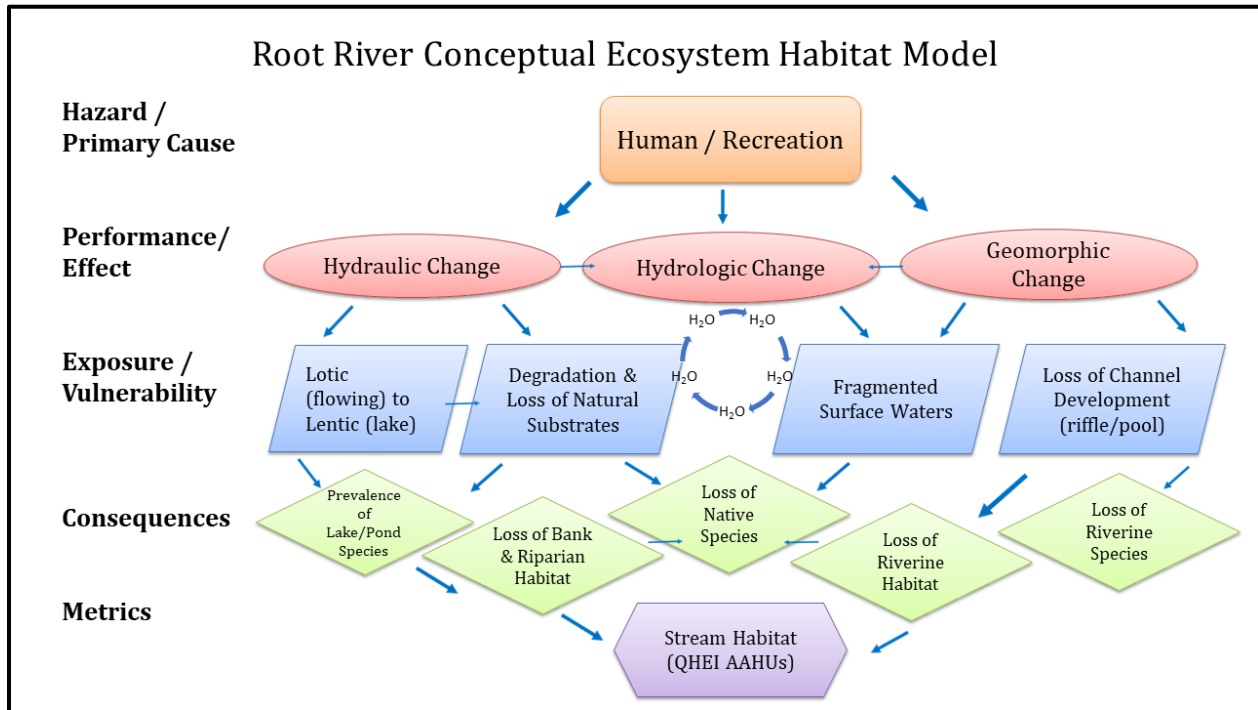 Root River Conceptual Ecosystem Habitat Model
Hazard /
Primary Cause
Human / Recreation
Performance/
Effect
Hydraulic Change
Hydrologic Change
Geomorphic
Change
H₂O
H₂O
H₂O
H₂O
H₂O
Exposure /
Vulnerability
Lotic
(flowing) to
Lentic (lake)
Degradation &
Loss of Natural
Substrates
Fragmented
Surface Waters
Loss of Channel
Development
(riffle/pool)
Consequences
Prevalence
of
Lake/Pond
Species
Loss of Bank
& Riparian
Habitat
Loss of
Native
Species
Loss of
Riverine
Habitat
Loss of
Riverine
Species
Metrics
Stream Habitat
(QHEI AAHUs)